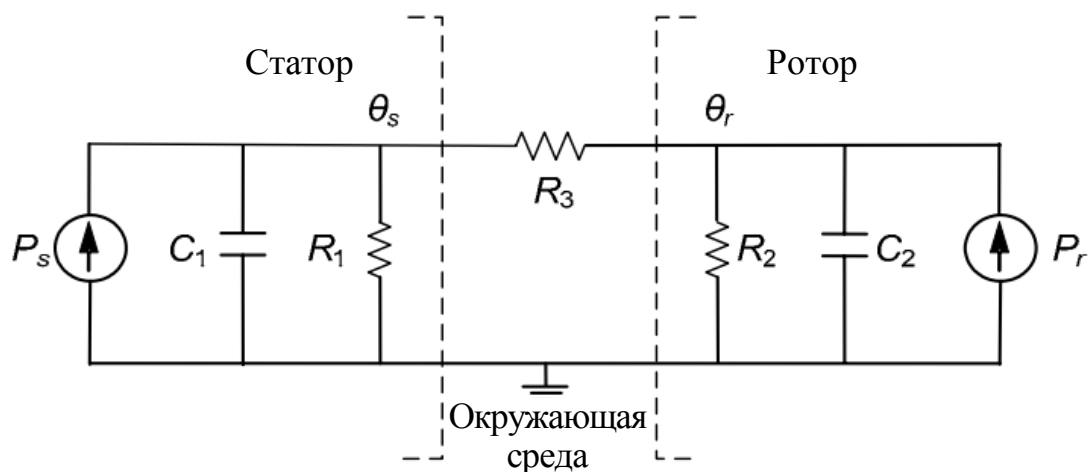 Статор
Ротор
θs
θr
R3
Ps
C1
R1
R2
C2
Pr
Окружающая
среда